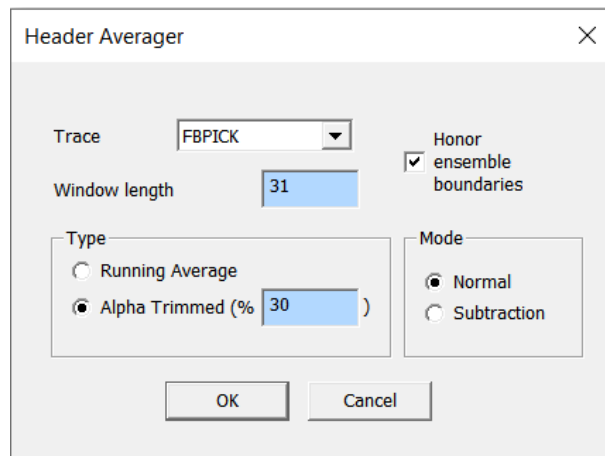 Header Averager
Trace
FBPICK
Honor
ensemble
boundaries
Window length
31
Type
Running Average
Alpha Trimmed (% 30 )
Mode
Normal
Subtraction
OK
Cancel